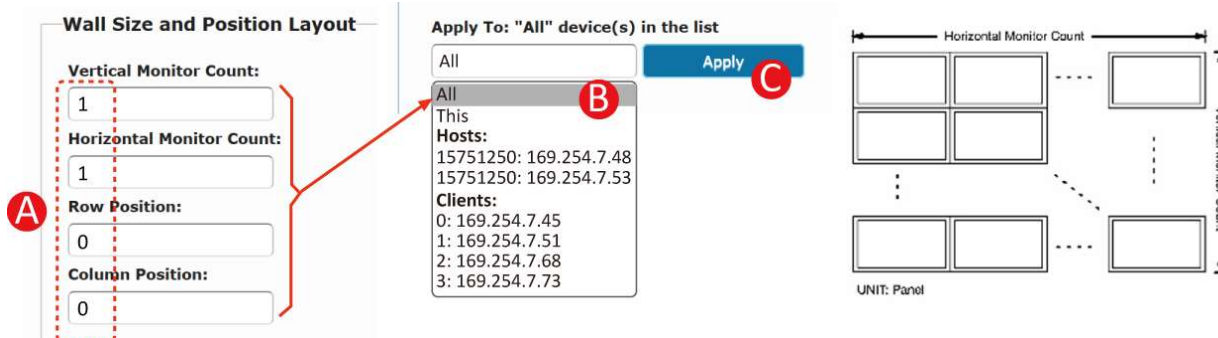 Wall Size and Position Layout
Vertical Monitor Count:
1
Horizontal Monitor Count:
1
Row Position:
0
Column Position:
0
A
Apply To: "All" device(s) in the list
All
Apply
All
This
Hosts:
15751250: 169.254.7.48
15751250: 169.254.7.53
Clients:
0: 169.254.7.45
1: 169.254.7.51
2: 169.254.7.68
3: 169.254.7.73
B
C
Horizontal Monitor Count
UNIT: Panel